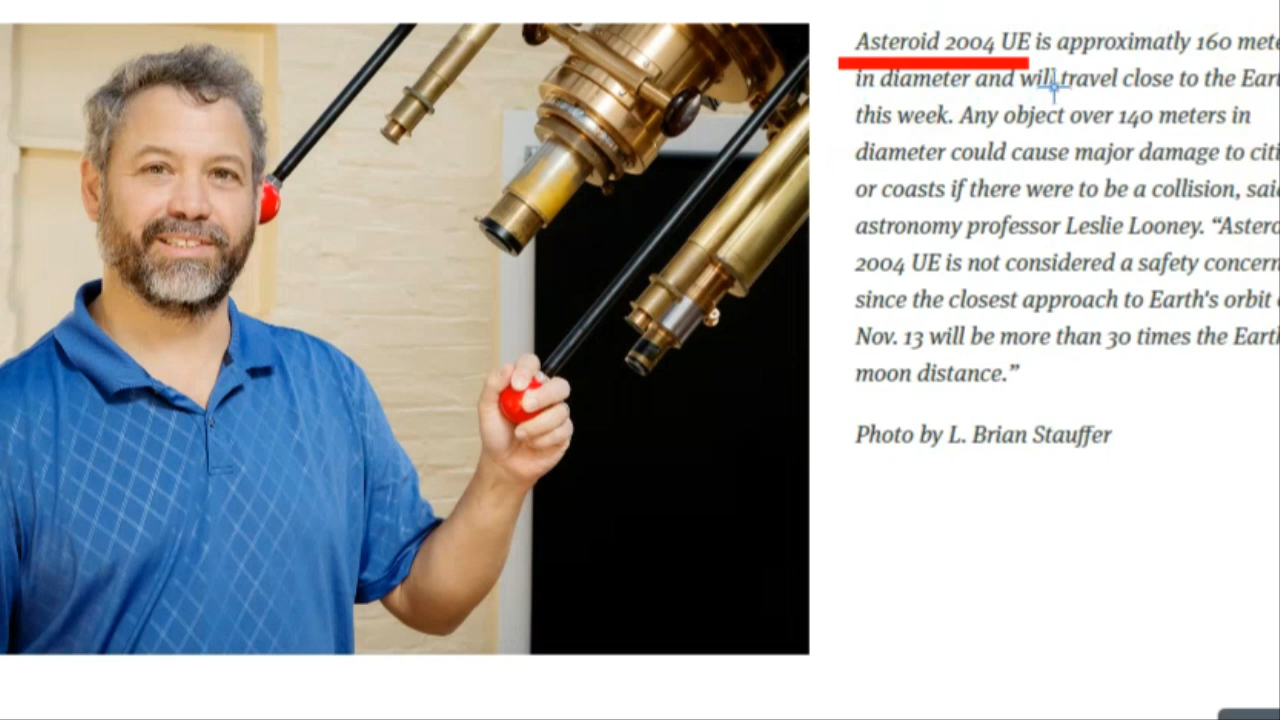 Asteroid 2004 UE is approximatly 160
in diameter and will travel close to the
this week. Any object over 140 meters in
diameter could cause major damage to
or coasts if there were to be a collision,
astronomy professor Leslie Looney.
2004 UE is not considered a safety concern
since the closest approach to Earth's orbit
Nov. 13 will be more than 30 times the
moon distance.”
Photo by L. Brian Stauffer